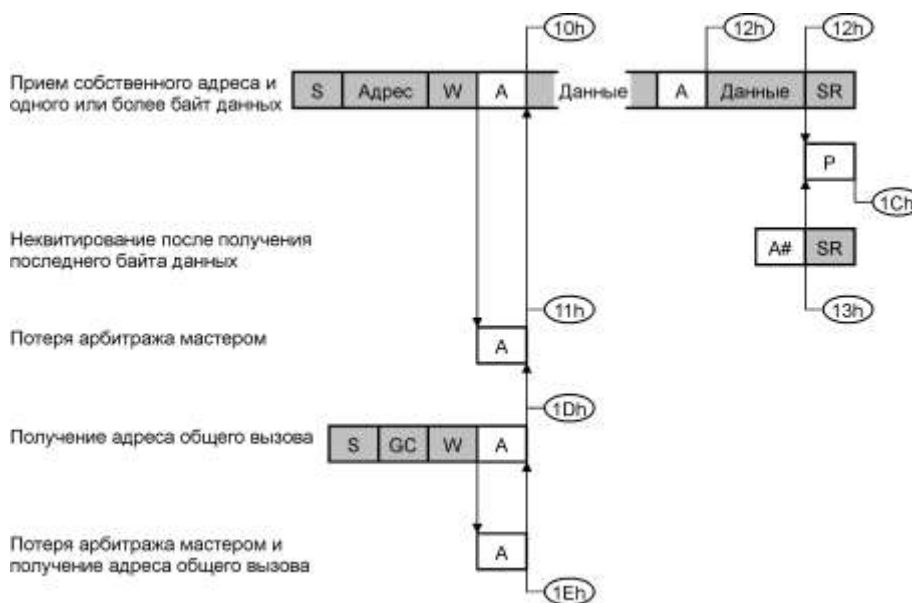 10h 12h 12h
Прием собственного адреса и
одного или более байт данных
S Адрес W A Данные A Данные SR
P
1Ch
Неквитирование после получения
последнего байта данных
A# SR
11h 13h
Потеря арбитража мастером
A
1Dh
Получение адреса общего вызова
S GC W A
Потеря арбитража мастером и
получение адреса общего вызова
A
1Eh